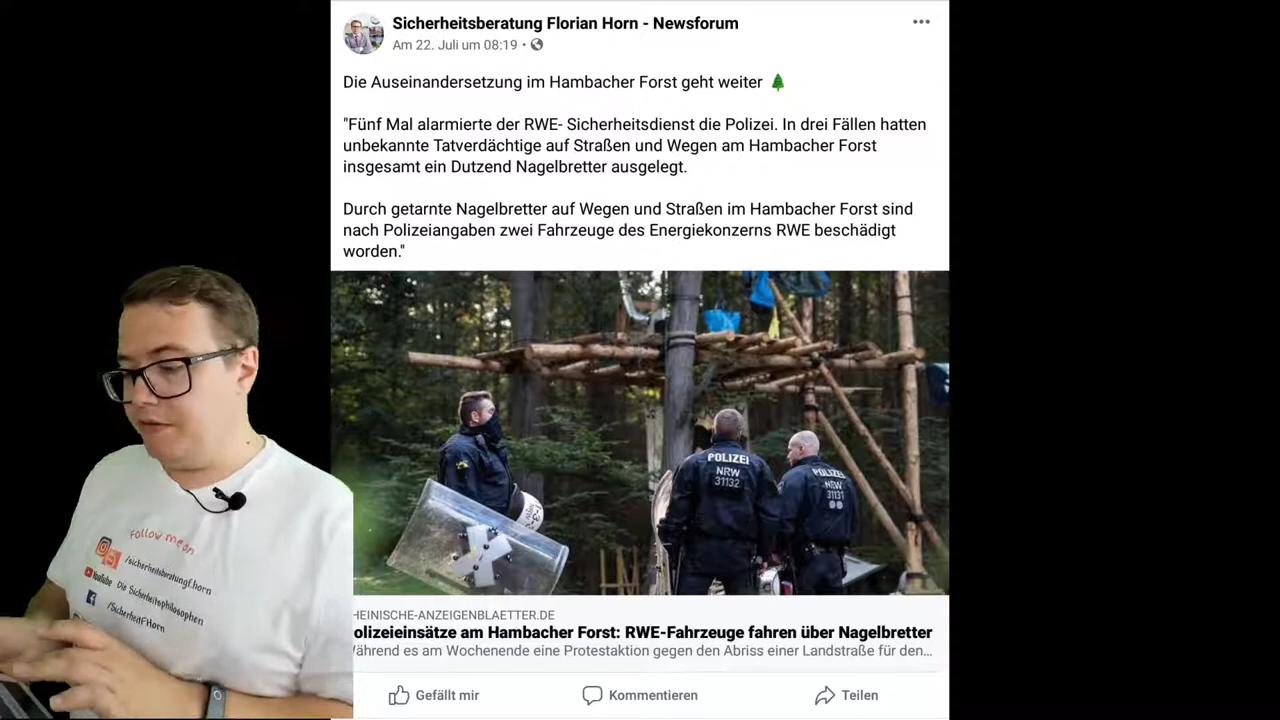 Sicherheitsberatung Florian Horn - Newsforum
Am 22. Juli um 08:19 •
Die Auseinandersetzung im Hambacher Forst geht weiter
"Fünf Mal alarmierte der RWE- Sicherheitsdienst die Polizei. In drei Fällen hatten
unbekannte Tatverdächtige auf Straßen und Wegen am Hambacher Forst
insgesamt ein Dutzend Nagelbretter ausgelegt.
Durch getarnte Nagelbretter auf Wegen und Straßen im Hambacher Forst sind
nach Polizeiangaben zwei Fahrzeuge des Energiekonzerns RWE beschädigt
worden."
POLIZEI
NRW
31132
POLIZEI
NRW
31131
Follow me on
/sicherheitsberatungf.horn
YouTube Die Sicherheitsphilosophen
/SicherheitFHorn
HEINISCHE-ANZEIGENBLAETTER.DE
olizeieinsätze am Hambacher Forst: RWE-Fahrzeuge fahren über Nagelbretter
ährend es am Wochenende eine Protestaktion gegen den Abriss einer Landstraße für den...
Gefällt mir
Kommentieren
Teilen